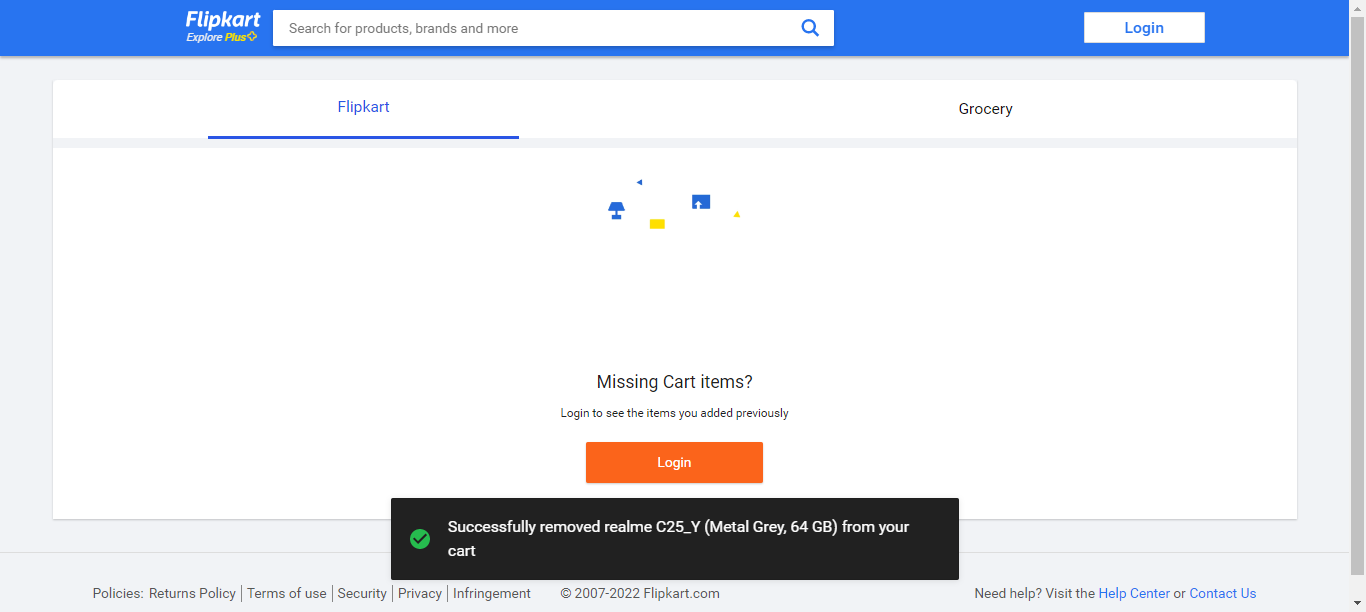 Flipkart
Explore Plus
Search for products, brands and more
Login
Flipkart
Grocery
Missing Cart items?
Login to see the items you added previously
Login
Successfully removed realme C25_Y (Metal Grey, 64 GB) from your
cart
Policies: Returns Policy | Terms of use | Security | Privacy | Infringement © 2007-2022 Flipkart.com Need help? Visit the Help Center or Contact Us